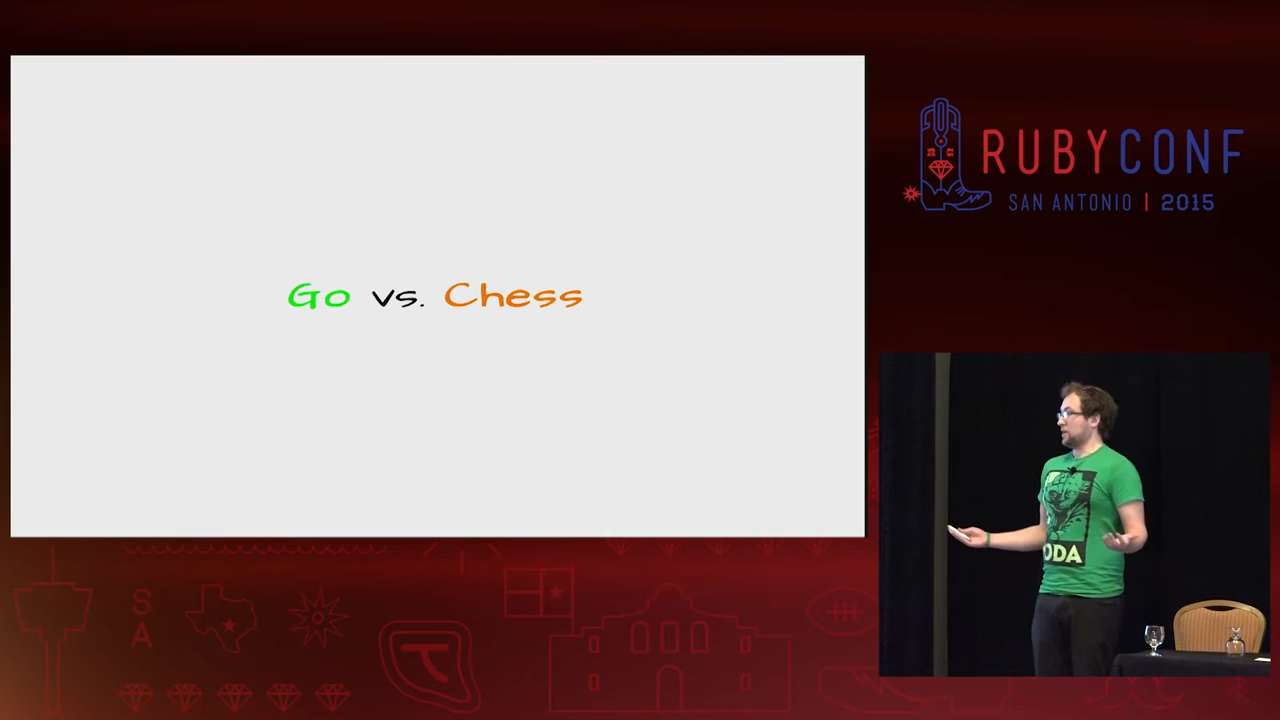 Go vs. Chess
RUBYCONF
SAN ANTONIO | 2015
ODA
S
A